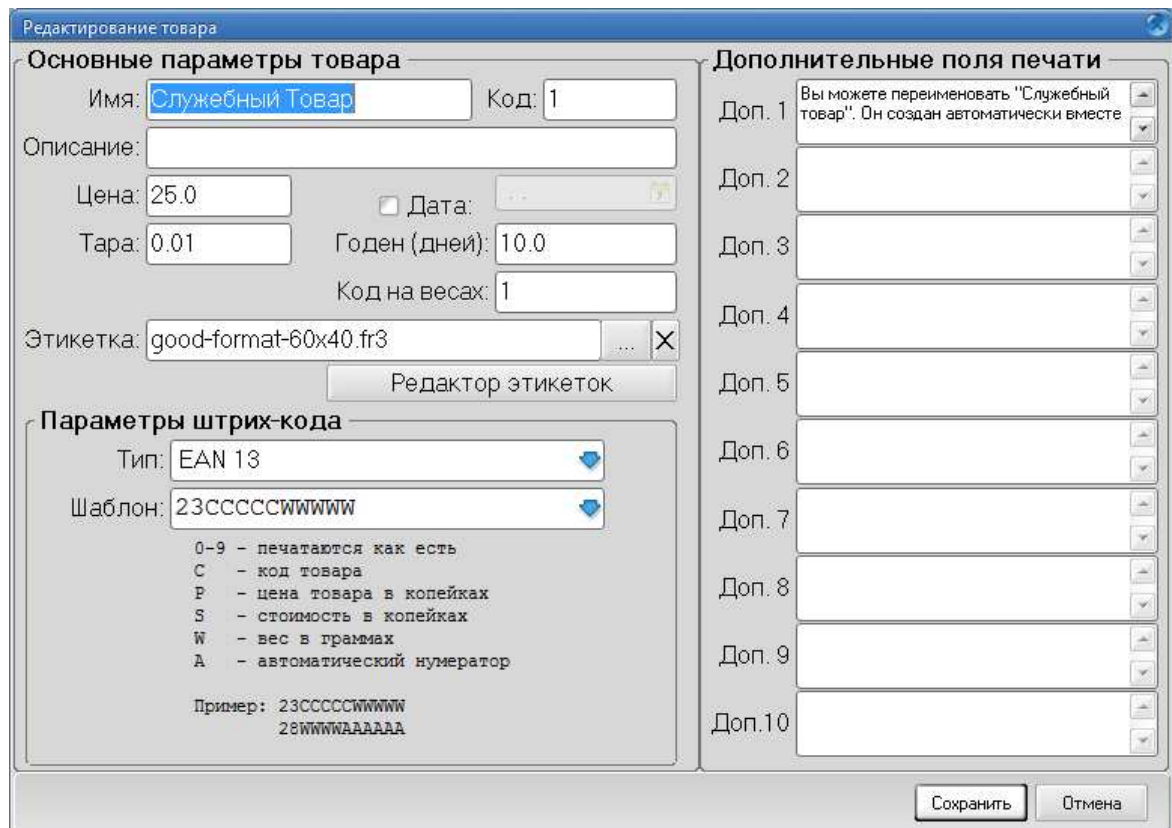 Редактирование товара
Основные параметры товара
Имя: Служебный Товар Код: 1
Описание:
Цена: 25.0 Дата: . .
Тара: 0.01 Годен (дней): 10.0
Код на весах: 1
Этикетка: good-format-60x40.fr3 ... X
Редактор этикеток
Параметры штрих-кода
Тип: EAN 13
Шаблон: 23CCCCCWWWWW
0-9 - печатаются как есть
C - код товара
P - цена товара в копейках
S - стоимость в копейках
W - вес в граммах
A - автоматический нумератор
Пример: 23CCCCCWWWWW
28WWWWAAAAAA
Дополнительные поля печати
Доп. 1 Вы можете переименовать "Служебный
товар". Он создан автоматически вместе
Доп. 2
Доп. 3
Доп. 4
Доп. 5
Доп. 6
Доп. 7
Доп. 8
Доп. 9
Доп.10
Сохранить Отмена